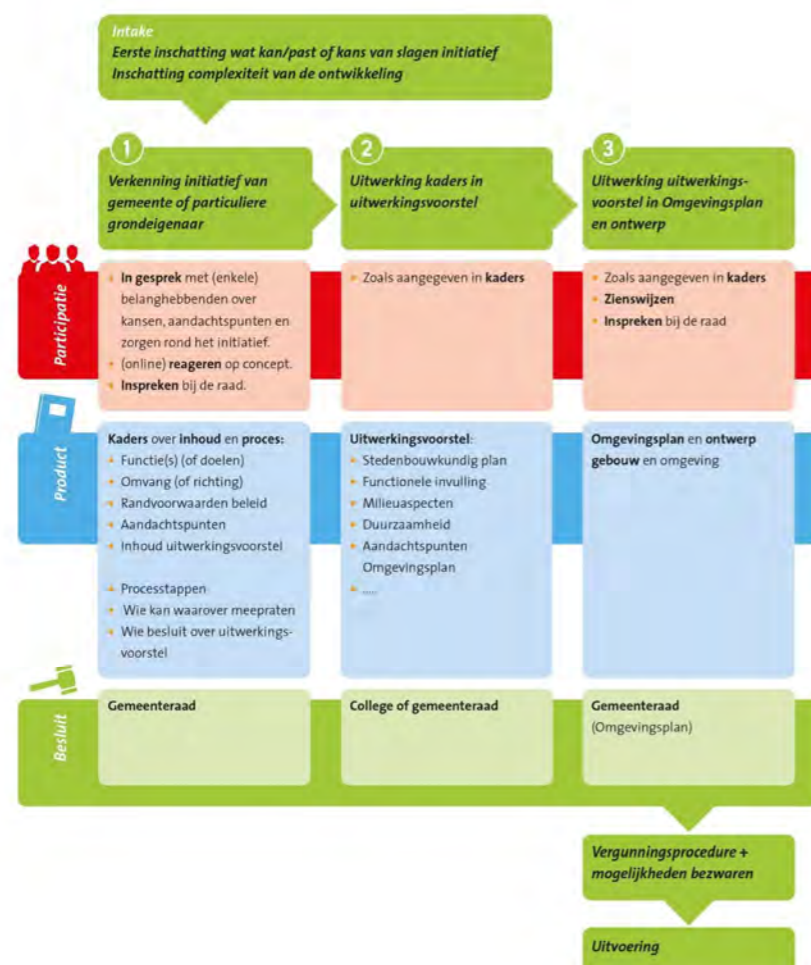 Intake
Eerste inschatting wat kan/past of kans van slagen initiatief
Inschatting complexiteit van de ontwikkeling
1
Verkenning initiatief van
gemeente of particuliere
grondeigenaar
2
Uitwerking kaders in
uitwerkingsvoorstel
3
Uitwerking uitwerkings-
voorstel in Omgevingsplan
en ontwerp
Participatie
• In gesprek met (enkele)
belanghebbenden over
kansen, aandachtspunten en
zorgen rond het initiatief.
• (online) reageren op concept.
• Inspreken bij de raad.
• Zoals aangegeven in kaders
• Zoals aangegeven in kaders
• Zienswijzen
• Inspreken bij de raad
Product
Kaders over inhoud en proces:
• Functie(s) (of doelen)
• Omvang (of richting)
• Randvoorwaarden beleid
• Aandachtspunten
• Inhoud uitwerkingsvoorstel
• Processtappen
• Wie kan waarover meepraten
• Wie besluit over uitwerkings-
voorstel
Uitwerkingsvoorstel:
• Stedenbouwkundig plan
• Functionele invulling
• Milieuaspecten
• Duurzaamheid
• Aandachtspunten
Omgevingsplan
• ....
Omgevingsplan en ontwerp
gebouw en omgeving
Besluit
Gemeenteraad
College of gemeenteraad
Gemeenteraad
(Omgevingsplan)
Vergunningsprocedure +
mogelijkheden bezwaren
Uitvoering